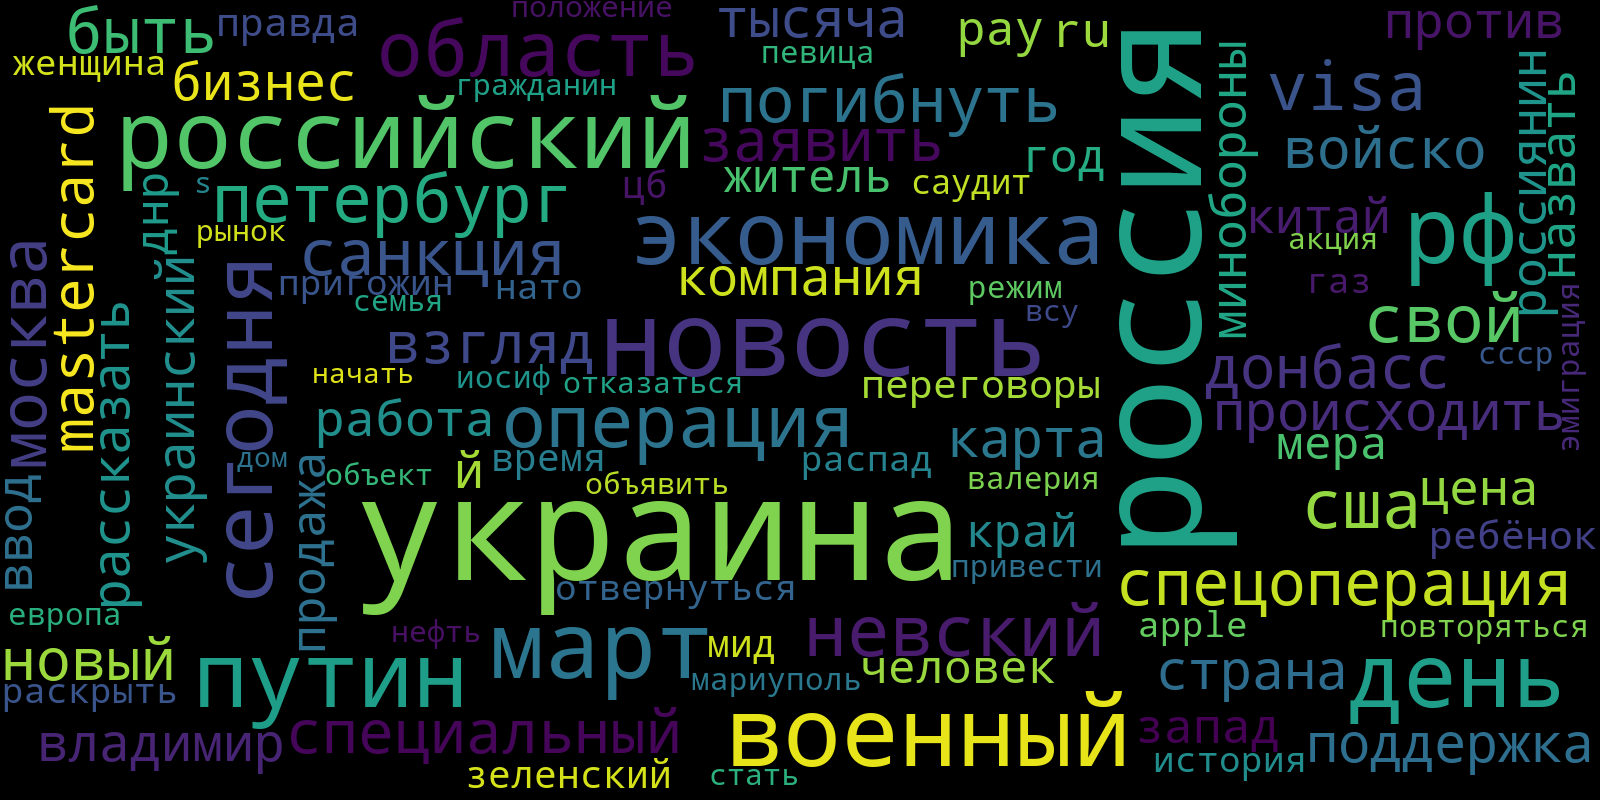 положение
быть
правда
область
тысяча
pay
ru
против
певица
женщина
бизнес
гражданин
погибнуть
visa
российский
заявить
войско
mastercard
россия
миноборòны
россиянин
назвать
год
днр
s
петербург
цб
житель
саудит
китай
рф
рынок
санкция
экономика
акция
москва
украинский
сегодня
пригожин
нато
компания
режим
газ
семья
всу
свой
эмиграция
взгляд
новость
донбасс
ссср
рассказать
начать
иосиф
отказаться
переговоры
происходить
работа
операция
карта
мера
ввод
дом
продажа
объект
й
время
объявить
распад
валерия
сша
цена
украина
край
ребёнок
отвернуться
привести
спецоперация
европа
нефть
март
мид
невский
apple
повторяться
новый
путин
мариуполь
человек
страна
день
раскрыть
владимир
специальный
военный
запад
поддержка
зеленский
стать
история